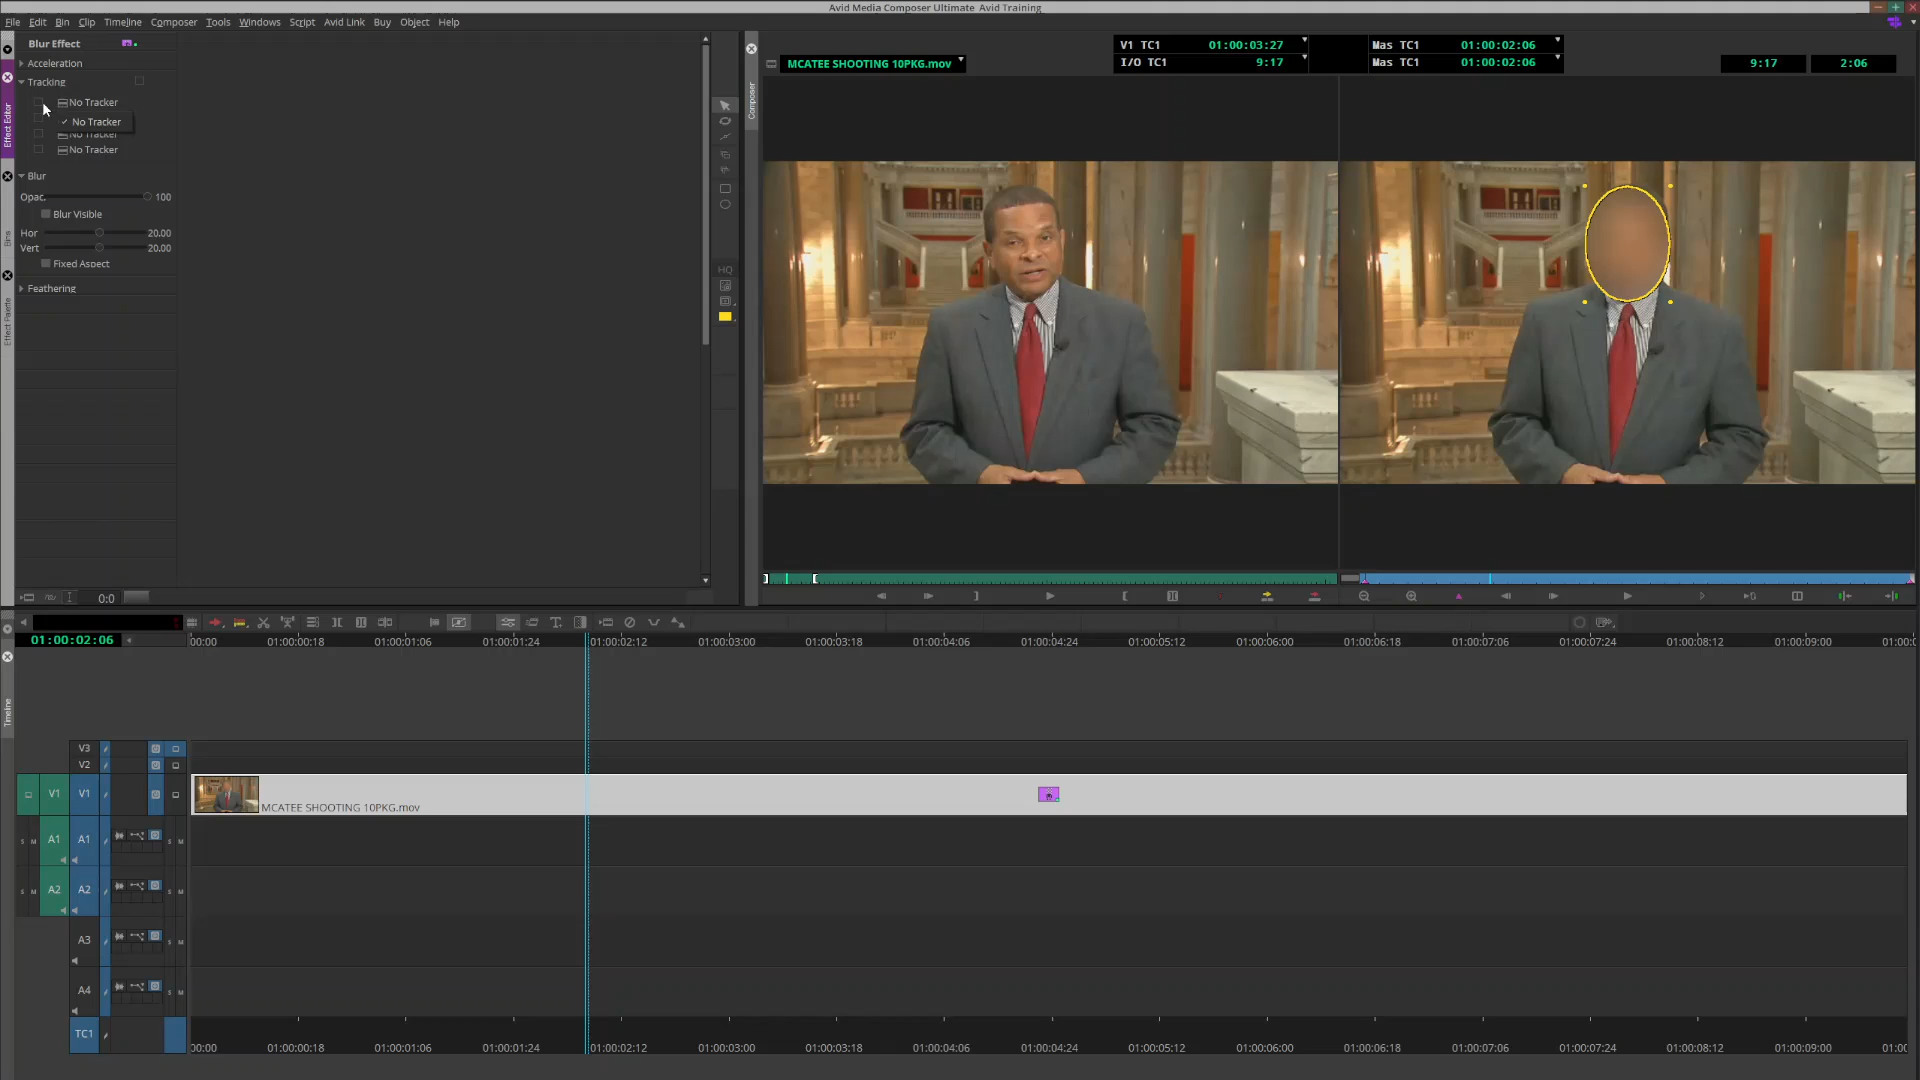 Avid Media Composer Ultimate Avid Training
File Edit Bin Clip Timeline Composer Tools Windows Script Avid Link Buy Object Help
Blur Effect
Acceleration
Tracking
No Tracker
✓ No Tracker
No Tracker
No Tracker
Blur
Opac. 100
Blur Visible
Hor 20.00
Vert 20.00
Fixed Aspect
Feathering
0:0
Effect Editor
Bins
Effect Palette
HQ
Composer
MCATEE SHOOTING 10PKG.mov
V1 TC1 01:00:03:27
I/O TC1 9:17
Mas TC1 01:00:02:06
Mas TC1 01:00:02:06
9:17 2:06
01:00:02:06
00:00 01:00:00:18 01:00:01:06 01:00:01:24 01:00:02:12 01:00:03:00 01:00:03:18 01:00:04:06 01:00:04:24 01:00:05:12 01:00:06:00 01:00:06:18 01:00:07:06 01:00:07:24 01:00:08:12 01:00:09:00 01:00:0
Timeline
V3
V2
V1 V1
MCATEE SHOOTING 10PKG.mov
S M A1 A1 S M
S M A2 A2 S M
A3 S M
A4 S M
TC1
00:00 01:00:00:18 01:00:01:06 01:00:01:24 01:00:02:12 01:00:03:00 01:00:03:18 01:00:04:06 01:00:04:24 01:00:05:12 01:00:06:00 01:00:06:18 01:00:07:06 01:00:07:24 01:00:08:12 01:00:09:00 01:00:0